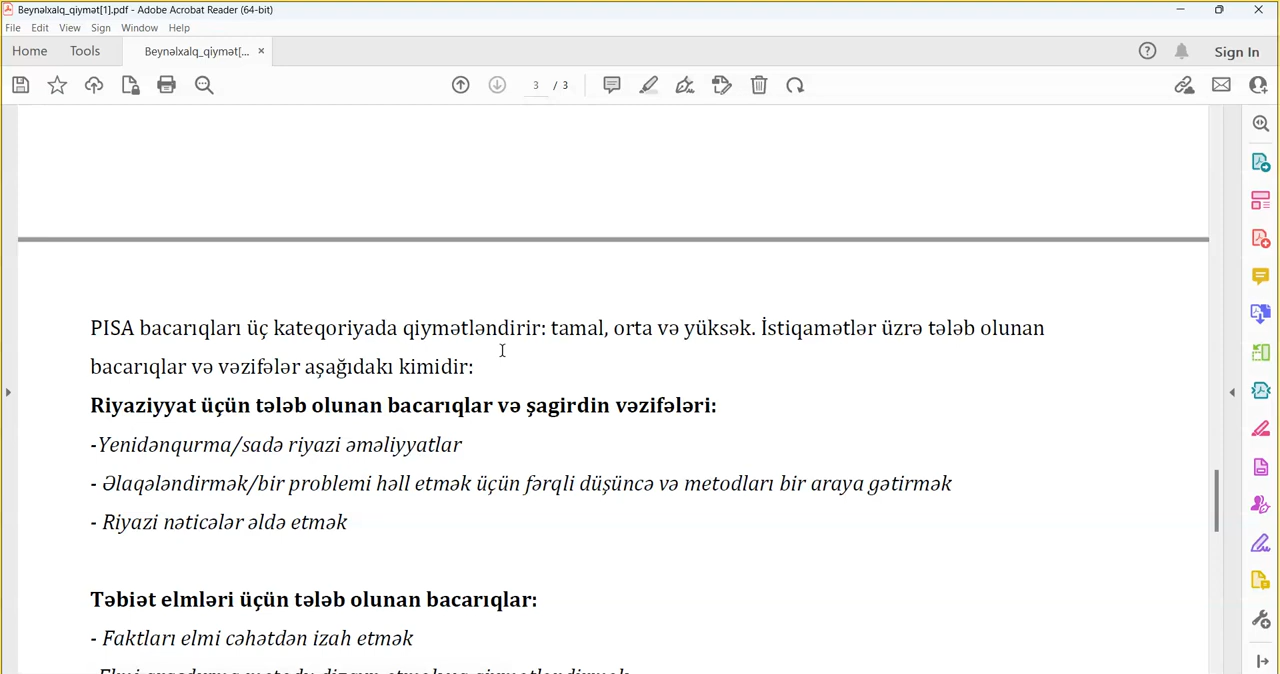 Beynəlxalq_qiymət[1].pdf - Adobe Acrobat Reader (64-bit)
File Edit View Sign Window Help
Home Tools Beynəlxalq_qiymət[... × Sign In
3 / 3
PISA bacarıqları üç kateqoriyada qiymətləndirir: tamal, orta və yüksək. İstiqamətlər üzrə tələb olunan
bacarıqlar və vəzifələr aşağıdakı kimidir:
Riyaziyyat üçün tələb olunan bacarıqlar və şagirdin vəzifələri:
-Yenidənqurma/sadə riyazi əməliyyatlar
- Əlaqələndirmək/bir problemi həll etmək üçün fərqli düşüncə və metodları bir araya gətirmək
- Riyazi nəticələr əldə etmək
Təbiət elmləri üçün tələb olunan bacarıqlar:
- Faktları elmi cəhətdən izah etmək